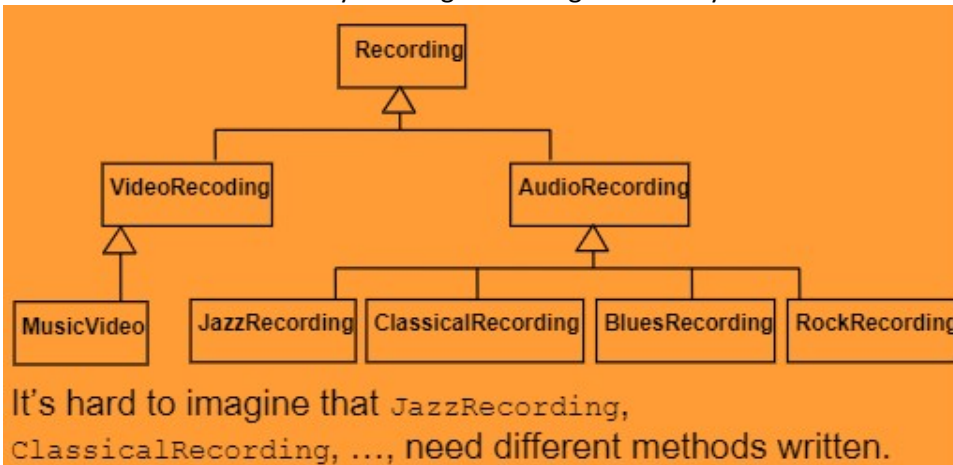 Recording
VideoRecoding
AudioRecording
MusicVideo
JazzRecording
ClassicalRecording
BluesRecording
RockRecording
It's hard to imagine that JazzRecording,
ClassicalRecording, ..., need different methods written.